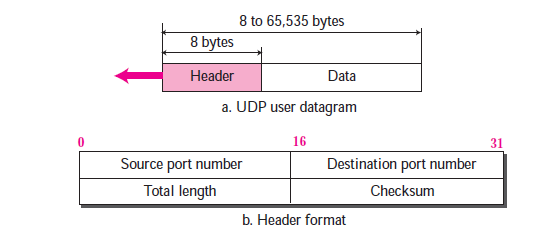 8 to 65,535 bytes
8 bytes
Header Data
a. UDP user datagram
0 16 31
Source port number Destination port number
Total length Checksum
b. Header format